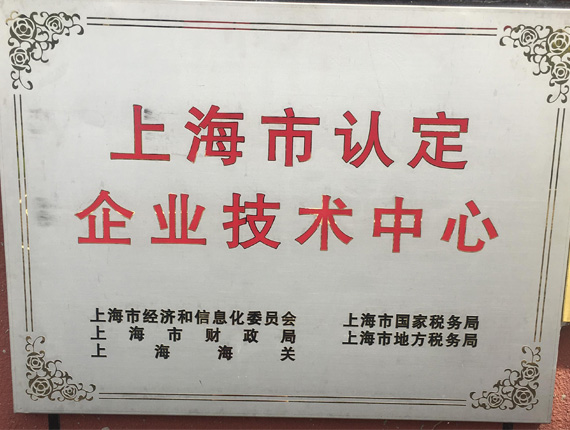 上海市认定
企业技术中心
上海市经济和信息化委员会 上海市国家税务局
上海市财政局 上海市地方税务局
上海海关